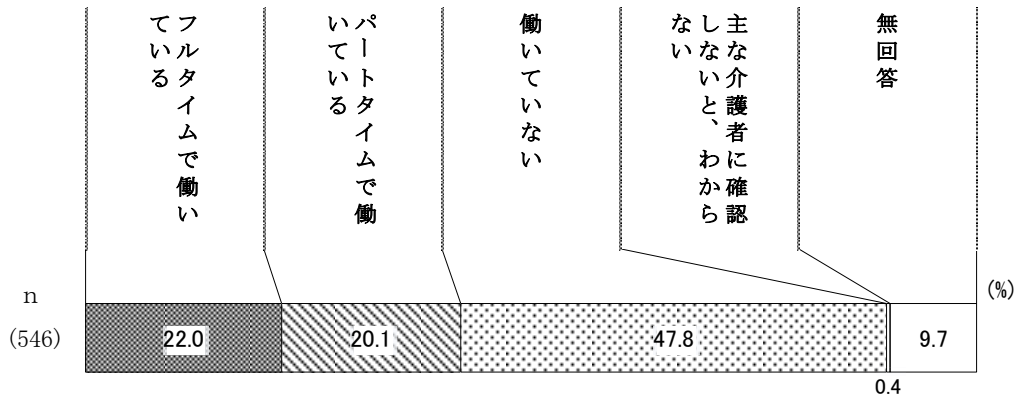 フルタイムで働い
ている
パートタイムで働
いている
働いていない
主な介護者に確認
しないと、わから
ない
無回答
(%)
n
(546)
22.0
20.1
47.8
9.7
0.4